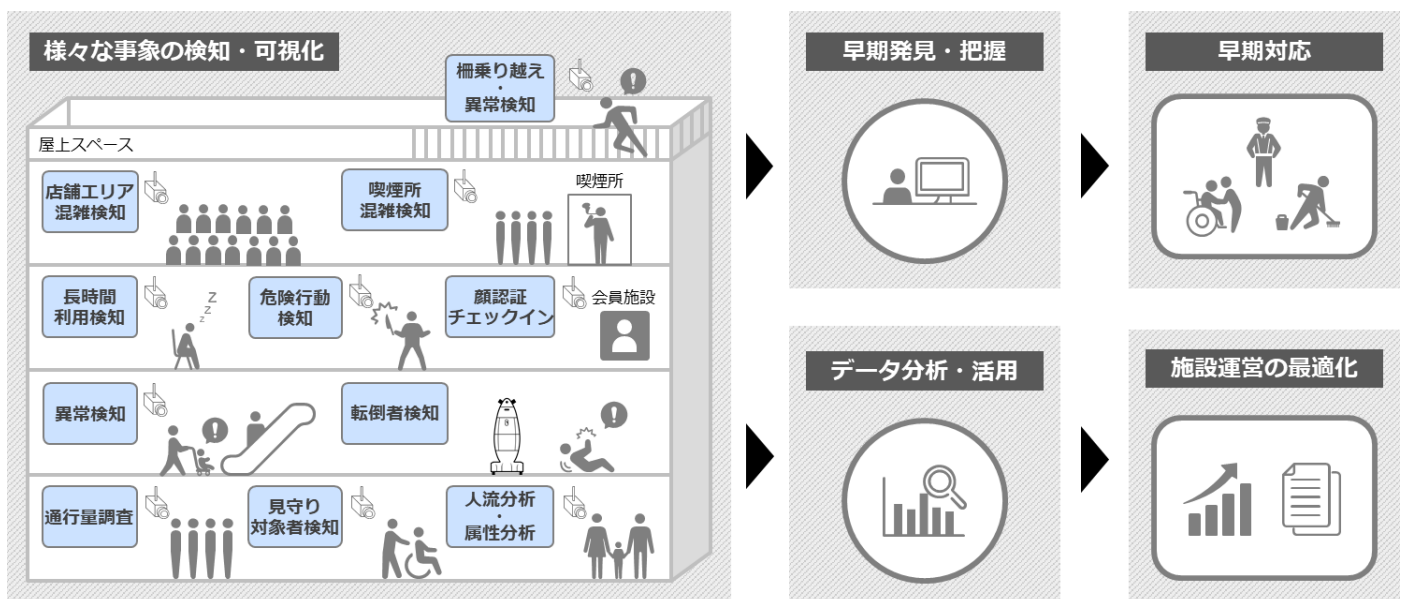 様々な事象の検知・可視化
柵乗り越え
・
異常検知
屋上スペース
店舗エリア
混雑検知
喫煙所
混雑検知
喫煙所
長時間
利用検知
z
z
Z
危険行動
検知
顔認証
チェックイン
会員施設
異常検知
転倒者検知
通行量調査
見守り
対象者検知
人流分析
・
属性分析
早期発見・把握
早期対応
データ分析・活用
施設運営の最適化